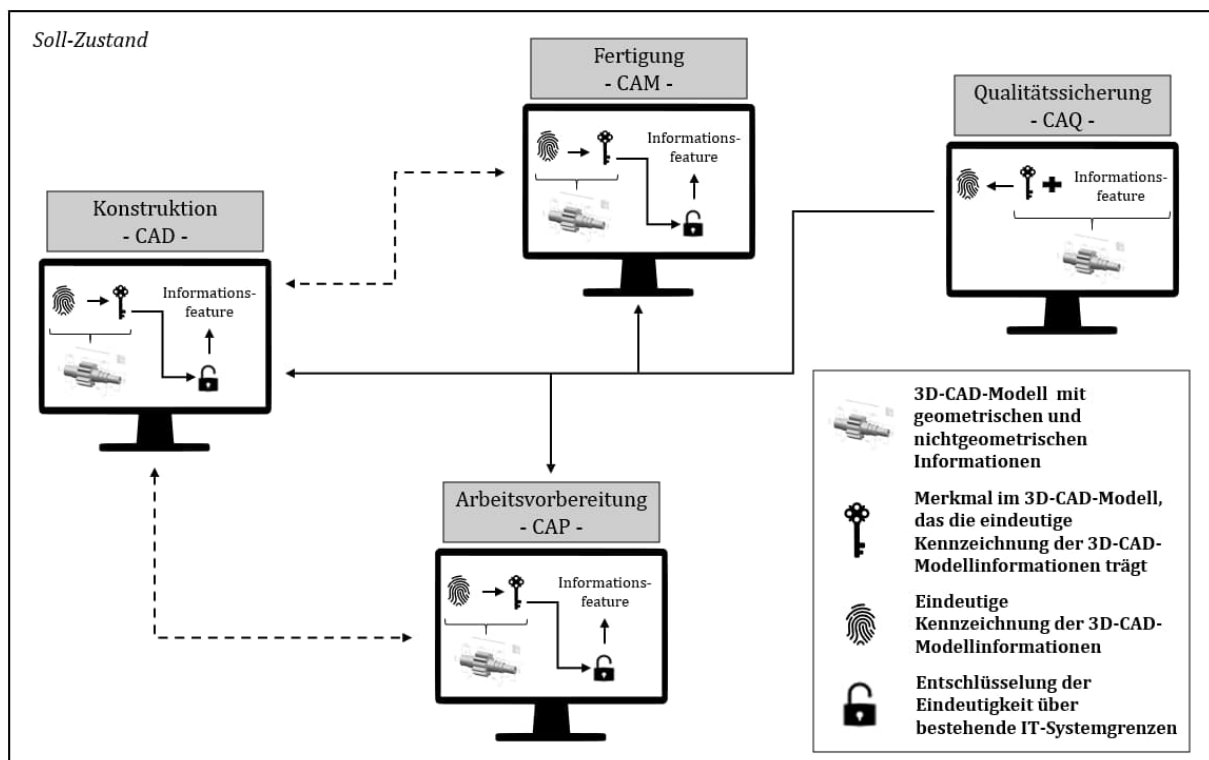 Soll-Zustand
Fertigung
- CAM -
Informations-
feature
Qualitätssicherung
- CAQ -
Informations-
feature
Konstruktion
- CAD -
Informations-
feature
Arbeitsvorbereitung
- CAP -
Informations-
feature
3D-CAD-Modell mit
geometrischen und
nichtgeometrischen
Informationen
Merkmal im 3D-CAD-Modell,
das die eindeutige
Kennzeichnung der 3D-CAD-
Modellinformationen trägt
Eindeutige
Kennzeichnung der 3D-CAD-
Modellinformationen
Entschlüsselung der
Eindeutigkeit über
bestehende IT-Systemgrenzen